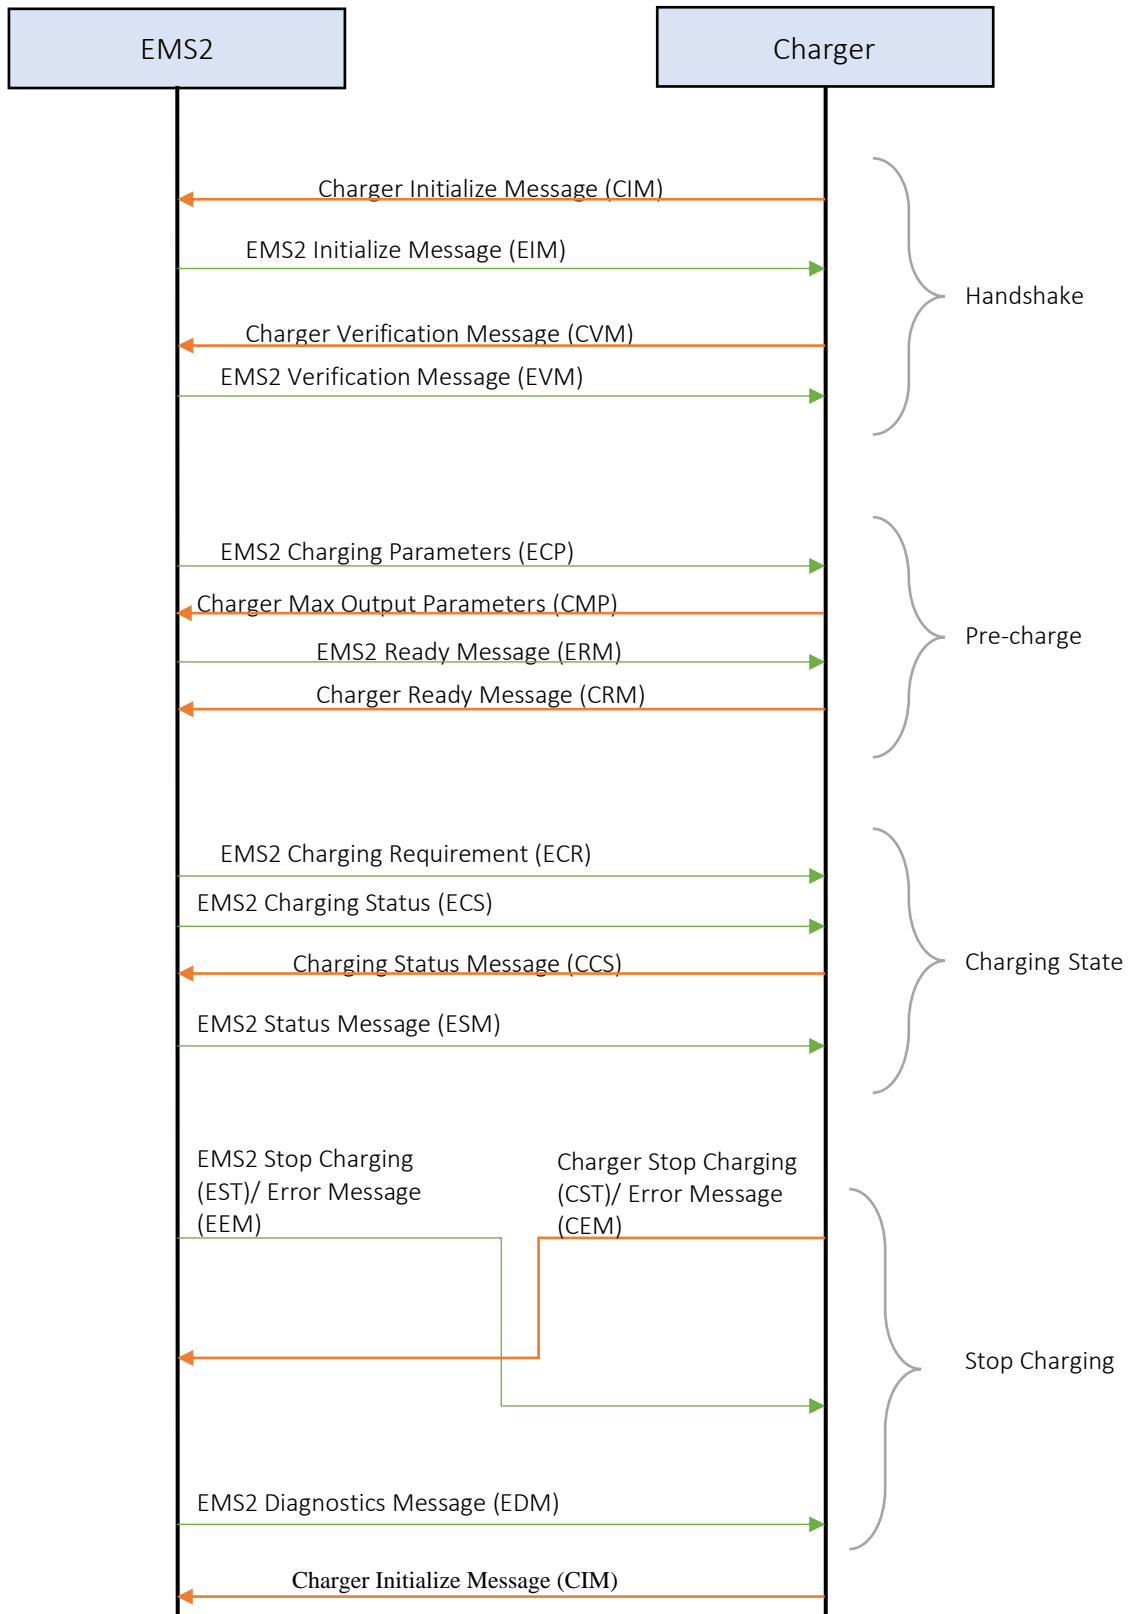 EMS2
Charger
Charger Initialize Message (CIM)
EMS2 Initialize Message (EIM)
Handshake
Charger Verification Message (CVM)
EMS2 Verification Message (EVM)
EMS2 Charging Parameters (ECP)
Charger Max Output Parameters (CMP)
Pre-charge
EMS2 Ready Message (ERM)
Charger Ready Message (CRM)
EMS2 Charging Requirement (ECR)
EMS2 Charging Status (ECS)
Charging Status Message (CCS)
Charging State
EMS2 Status Message (ESM)
EMS2 Stop Charging
(EST)/ Error Message
(EEM)
Charger Stop Charging
(CST)/ Error Message
(CEM)
Stop Charging
EMS2 Diagnostics Message (EDM)
Charger Initialize Message (CIM)